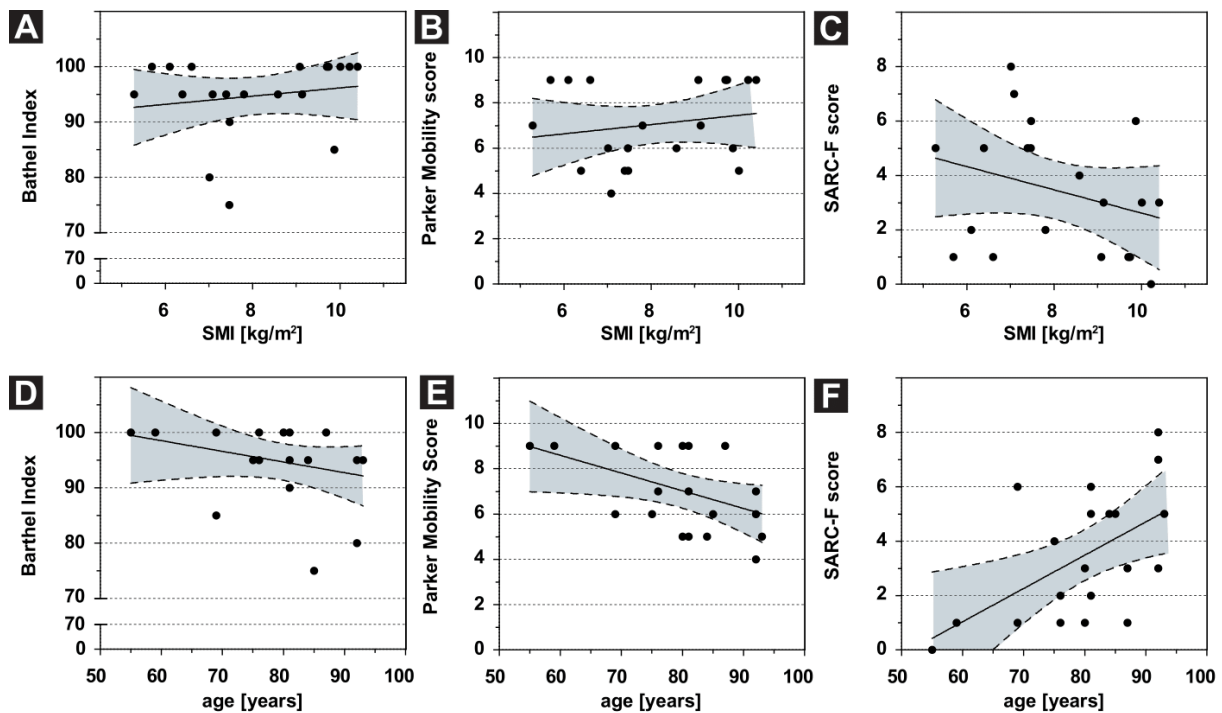 A
B
C
Bathel Index
100
90
80
70
70
0
6 8 10
SMI [kg/m²]
Parker Mobility score
10
8
6
4
2
0
6 8 10
SMI [kg/m²]
SARC-F score
8
6
4
2
0
6 8 10
SMI [kg/m²]
D
E
F
Barthel Index
100
90
80
70
70
0
50 60 70 80 90 100
age [years]
Parker Mobility Score
10
8
6
4
2
0
50 60 70 80 90 100
age [years]
SARC-F score
8
6
4
2
0
50 60 70 80 90 100
age [years]